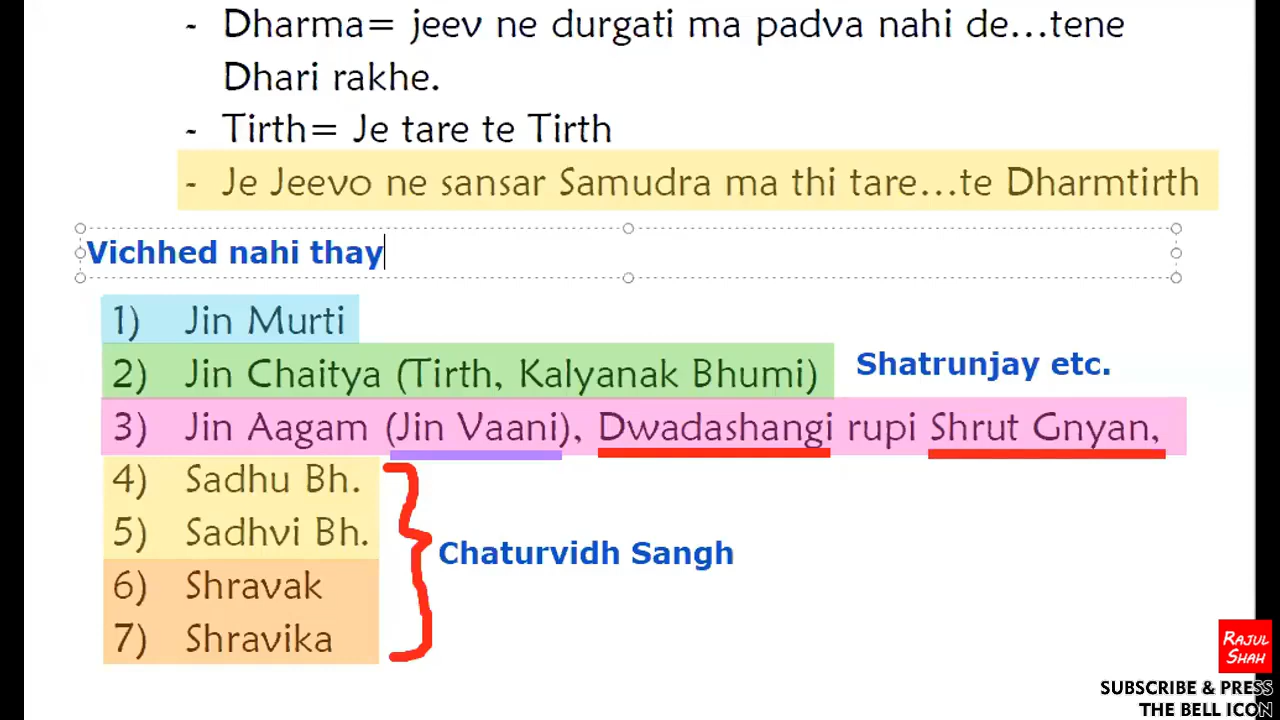 - Dharma= jeev ne durgati ma padva nahi de...tene
Dhari rakhe.
- Tirth= Je tare te Tirth
- Je Jeevo ne sansar Samudra ma thi tare...te Dharmtirth
Vichhed nahi thay
1) Jin Murti
2) Jin Chaitya (Tirth, Kalyanak Bhumi) Shatrunjay etc.
3) Jin Aagam (Jin Vaani), Dwadashangi rupi Shrut Gnyan,
4) Sadhu Bh.
5) Sadhvi Bh.
Chaturvidh Sangh
6) Shravak
7) Shravika
RAJUL
SHAH
SUBSCRIBE & PRESS
THE BELL ICON